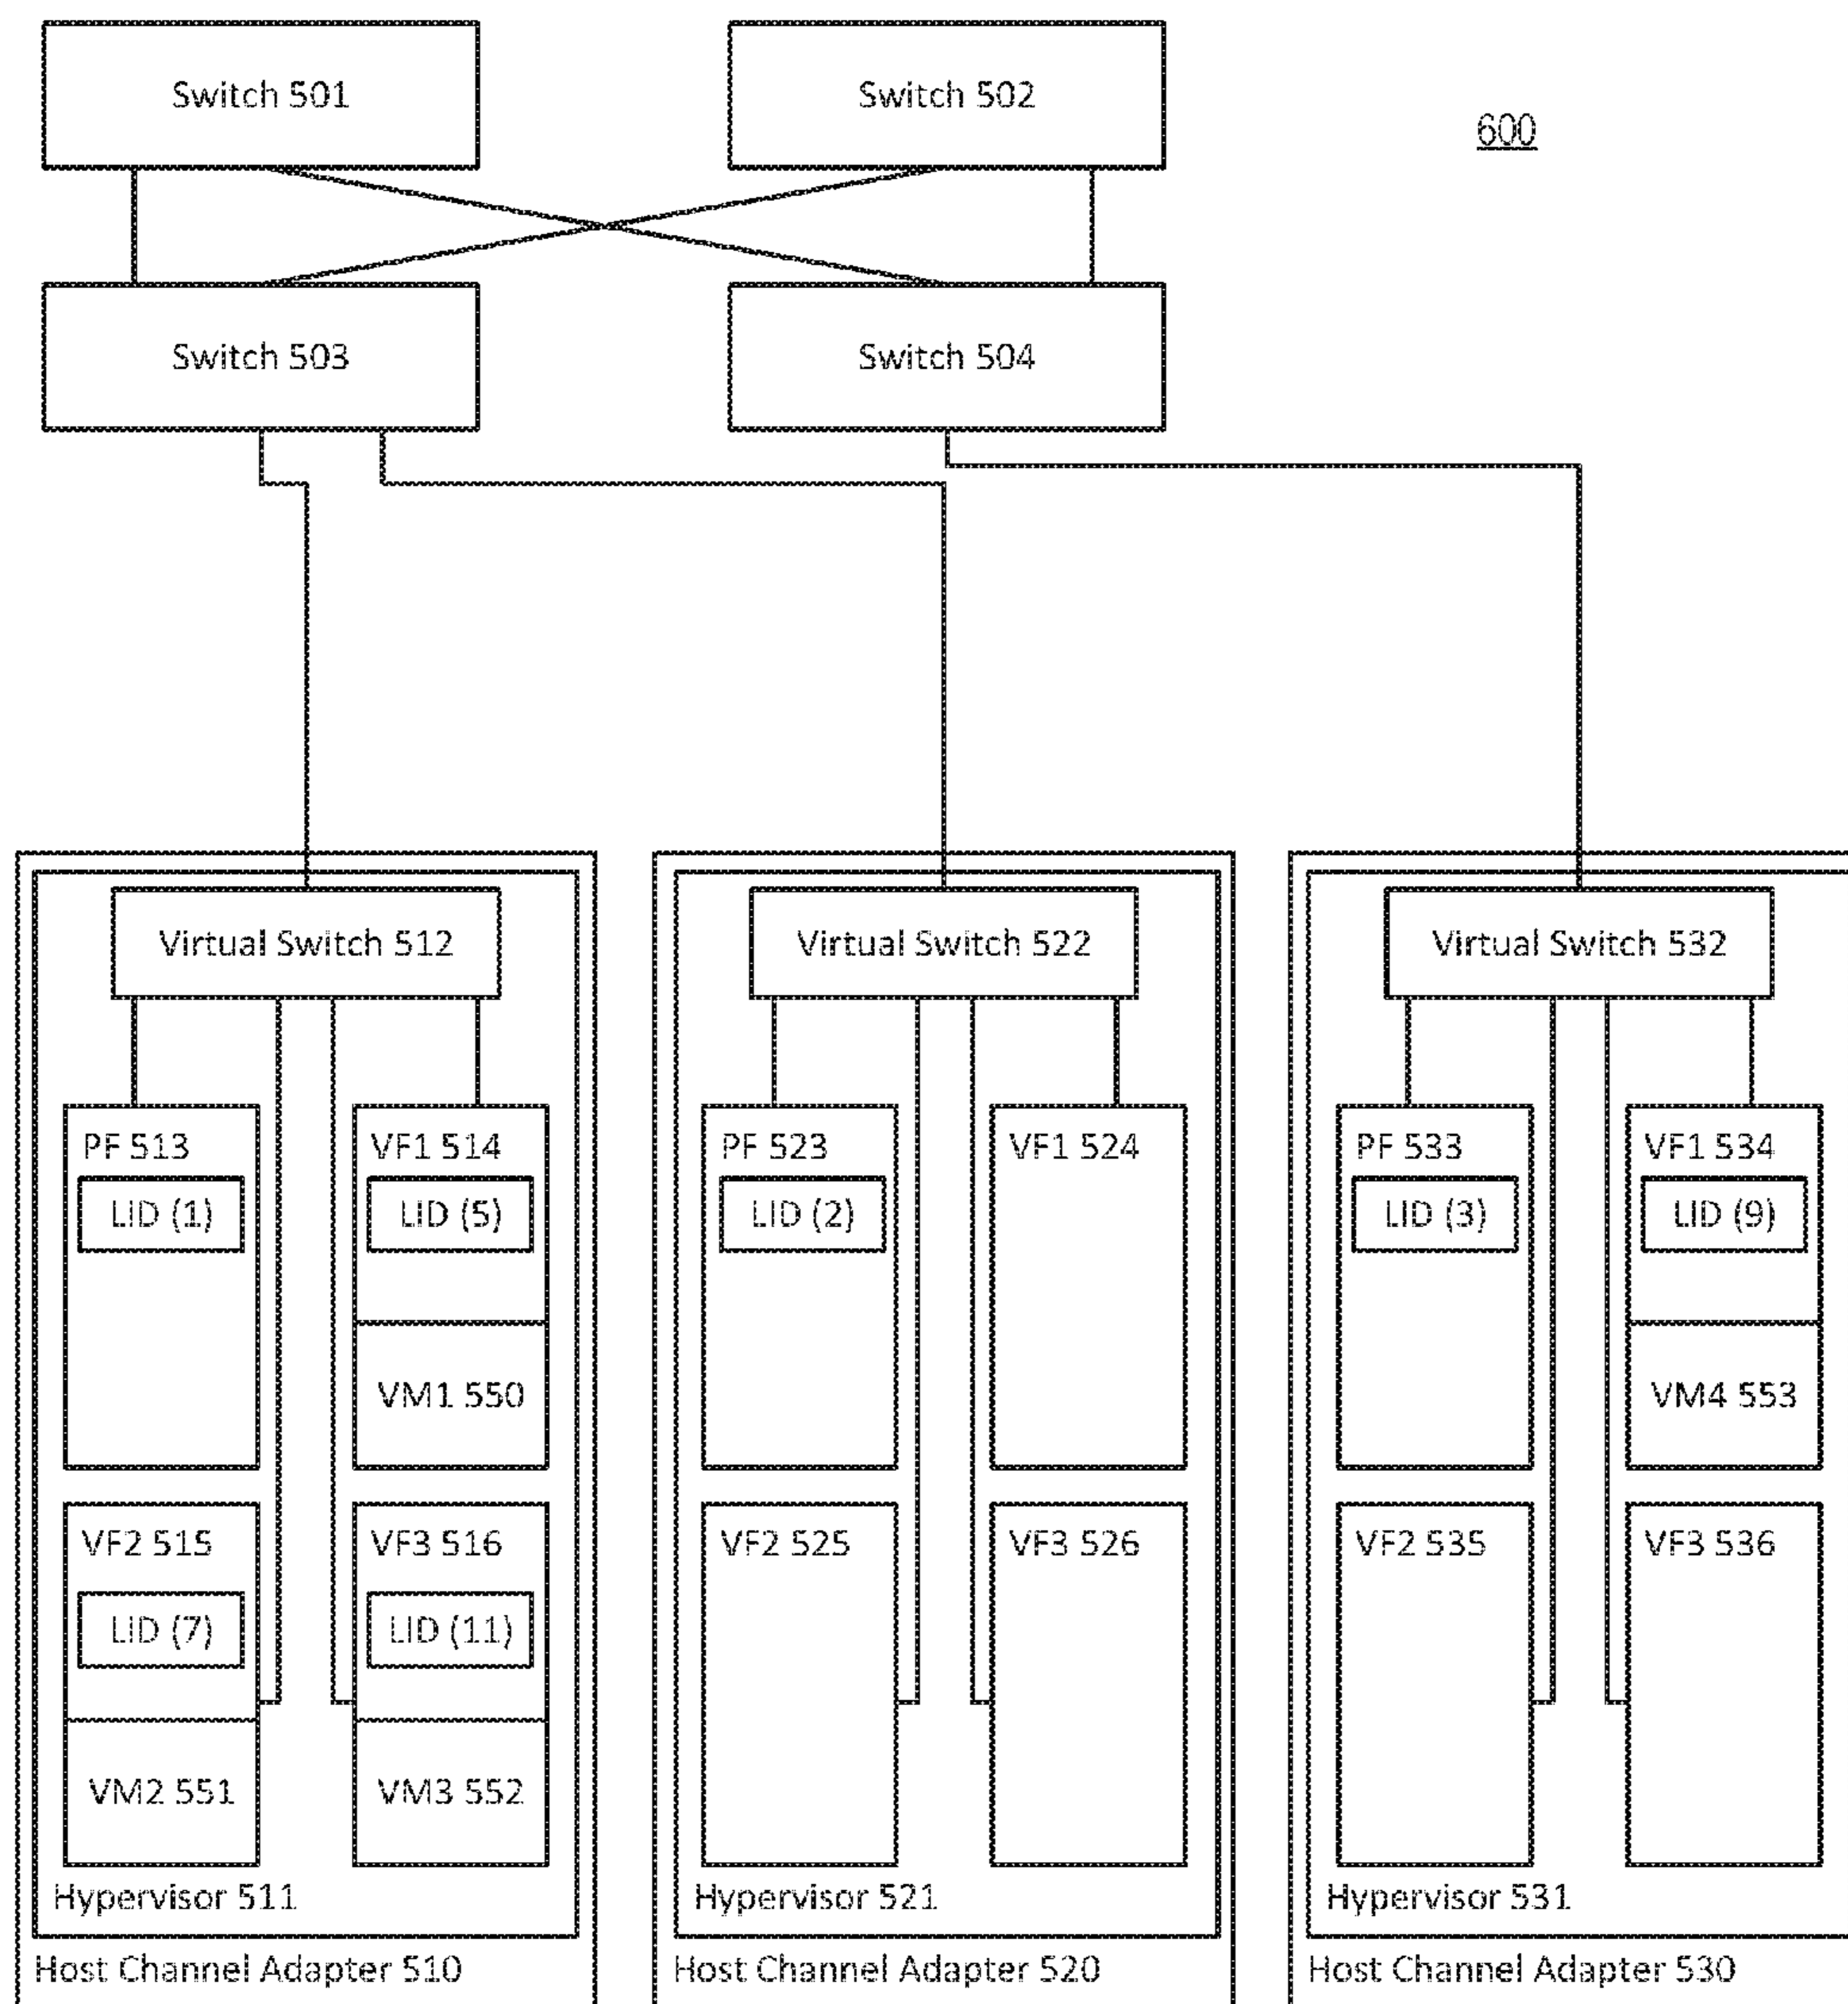 Switch 501
Switch 502
600
Switch 503
Switch 504
Virtual Switch 512
Virtual Switch 522
Virtual Switch 532
PF 513
LID (1)
VF1 514
LID (5)
VM1 550
PF 523
LID (2)
VF1 524
PF 533
LID (3)
VF1 534
LID (9)
VM4 553
VF2 515
LID (7)
VM2 551
VF3 516
LID (11)
VM3 552
VF2 525
VF3 526
VF2 535
VF3 536
Hypervisor 511
Hypervisor 521
Hypervisor 531
Host Channel Adapter 510
Host Channel Adapter 520
Host Channel Adapter 530